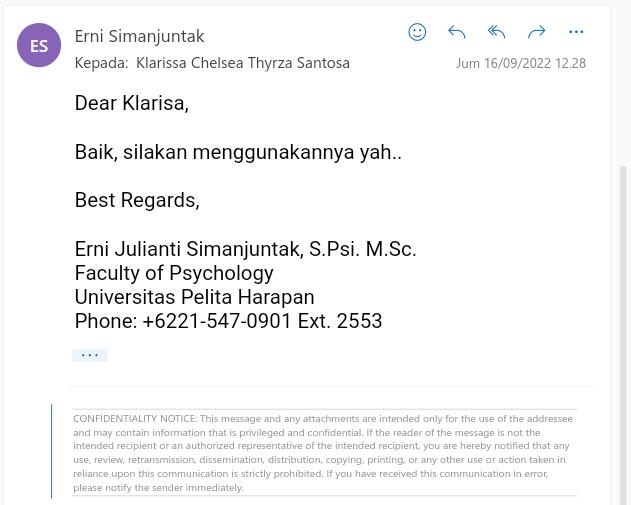 ES
Erni Simanjuntak
Kepada: Klarissa Chelsea Thyrza Santosa
Jum 16/09/2022 12.28
Dear Klarisa,
Baik, silakan menggunakannya yah..
Best Regards,
Erni Julianti Simanjuntak, S.Psi. M.Sc.
Faculty of Psychology
Universitas Pelita Harapan
Phone: +6221-547-0901 Ext. 2553
CONFIDENTIALITY NOTICE: This message and any attachments are intended only for the use of the addressee
and may contain information that is privileged and confidential. If the reader of the message is not the
intended recipient or an authorized representative of the intended recipient, you are hereby notified that any
use, review, retransmission, dissemination, distribution, copying, printing, or any other use or action taken in
reliance upon this communication is strictly prohibited. If you have received this communication in error,
please notify the sender immediately.